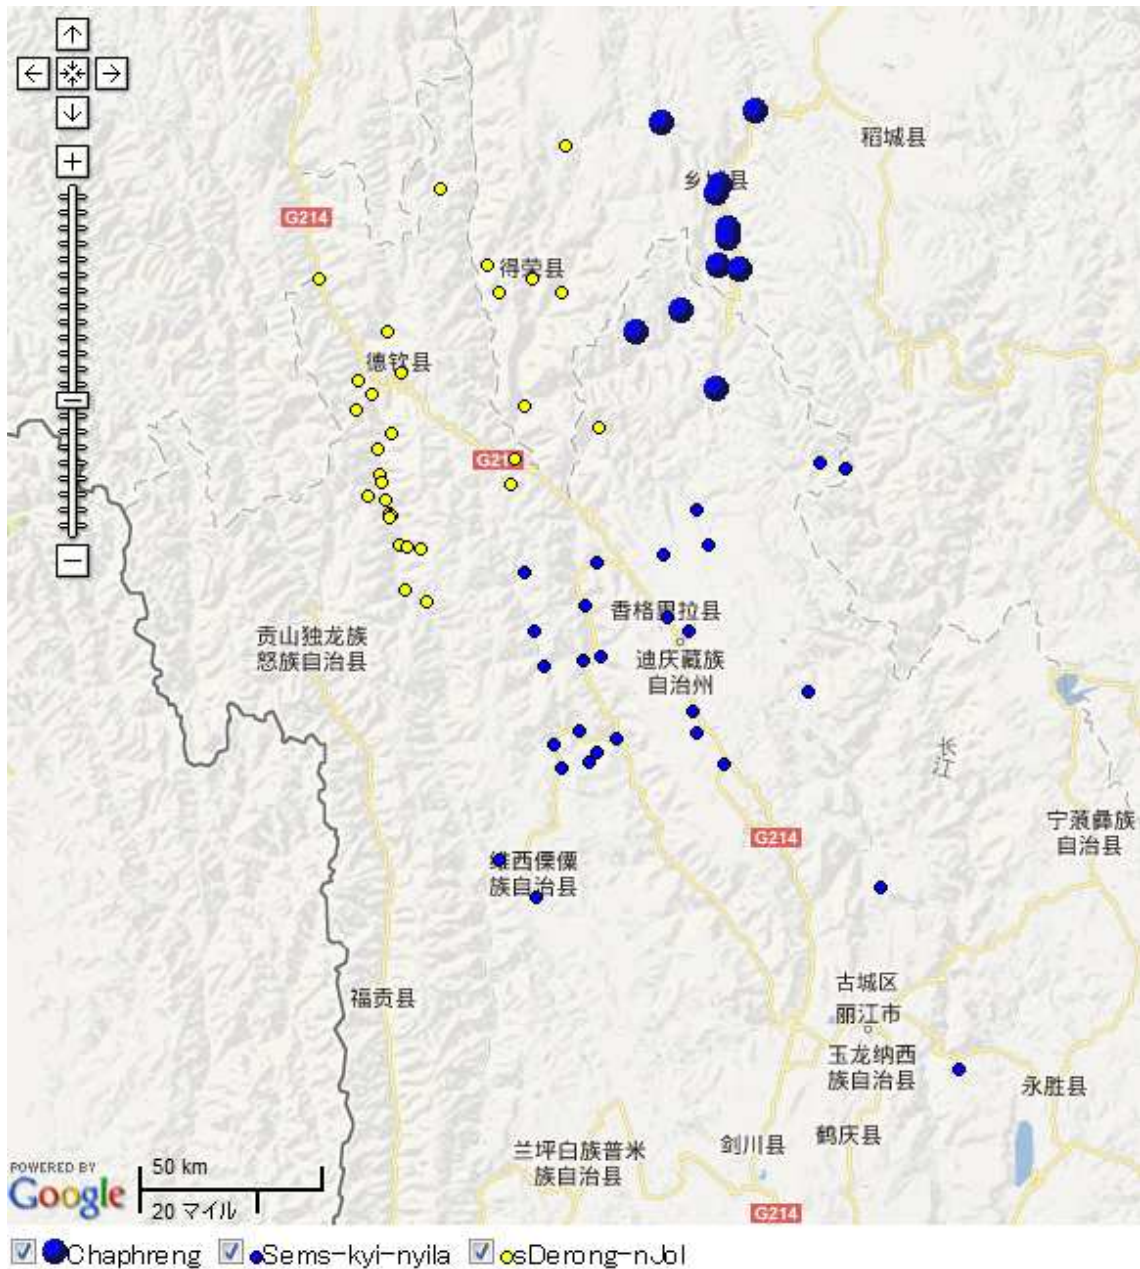 稻城县
乡城县
G214
得荣县
德钦县
G214
香格里拉县
贡山独龙族
怒族自治县
迪庆藏族
自治州
长江
G214
宁蒗彝族
自治县
维西傈僳
族自治县
古城区
福贡县
丽江市
玉龙纳西
族自治县
永胜县
兰坪白族普米
族自治县
剑川县
鹤庆县
G214
POWERED BY
Google
50 km
20 マイル
Chaphreng Sems-kyi-nyila sDerong-nJol